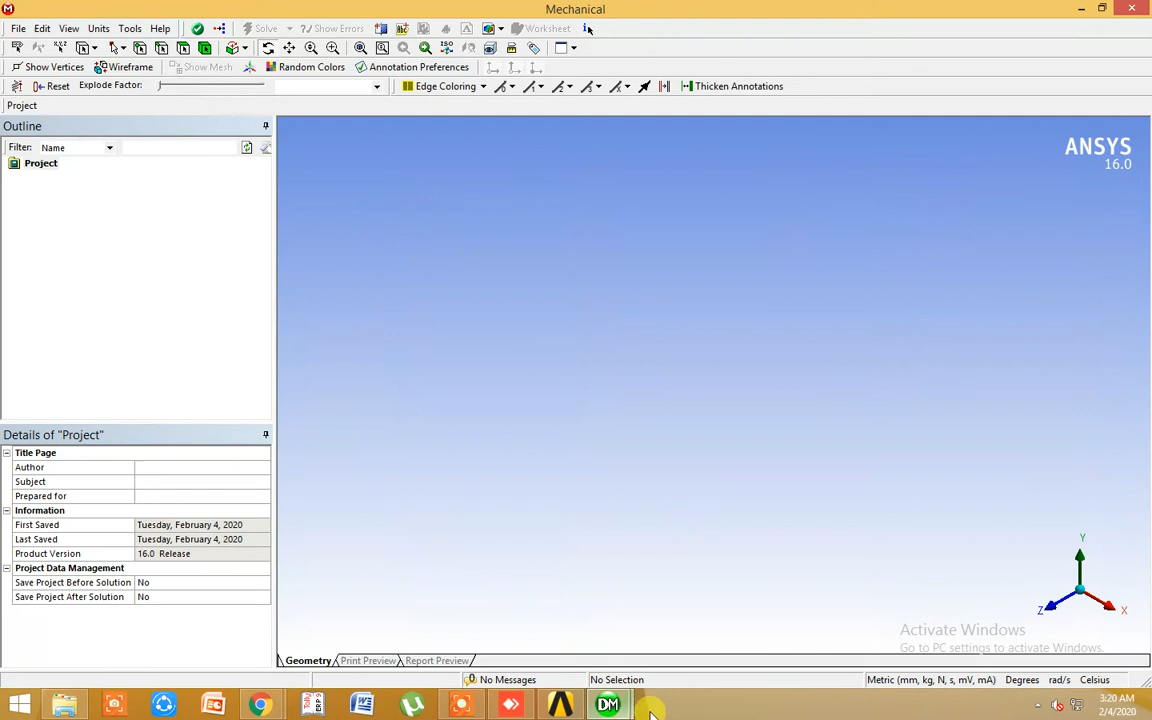 Mechanical
File Edit View Units Tools Help Solve Show Errors A Worksheet i
X,Y,Z ISO
Show Vertices Wireframe Show Mesh Random Colors Annotation Preferences
Reset Explode Factor: Edge Coloring Thicken Annotations
Project
Outline
Filter: Name
Project
ANSYS
16.0
Details of "Project"
Title Page
Author
Subject
Prepared for
Information
First Saved Tuesday, February 4, 2020
Last Saved Tuesday, February 4, 2020
Product Version 16.0 Release
Project Data Management
Save Project Before Solution No
Save Project After Solution No
Y
Z X
Activate Windows
Go to PC settings to activate Windows.
Geometry Print Preview Report Preview
No Messages No Selection Metric (mm, kg, N, s, mV, mA) Degrees rad/s Celsius
DM
3:20 AM
2/4/2020